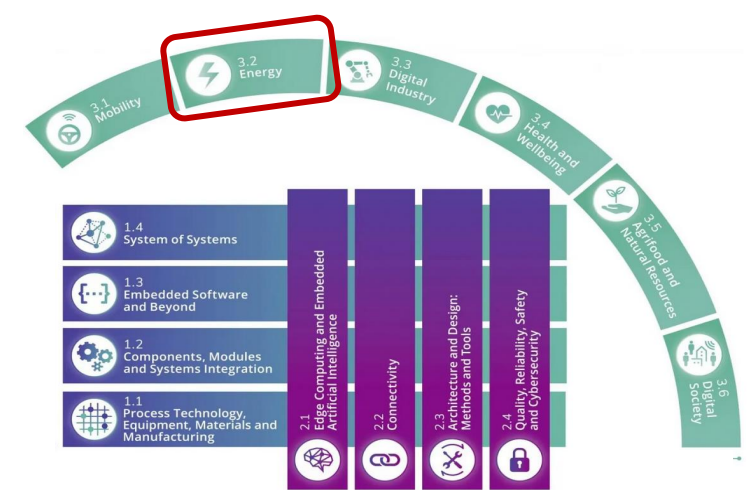 3.1
Mobility
3.2
Energy
3.3
Digital
Industry
3.4
Health and
Wellbeing
3.5
Agrifood and
Natural Resources
3.6
Digital
Society
1.4
System of Systems
1.3
Embedded Software
and Beyond
1.2
Components, Modules
and Systems Integration
1.1
Process Technology,
Equipment, Materials and
Manufacturing
2.1
Edge Computing and Embedded
Artificial Intelligence
2.2
Connectivity
2.3
Architecture and Design:
Methods and Tools
2.4
Quality, Reliability, Safety
and Cybersecurity